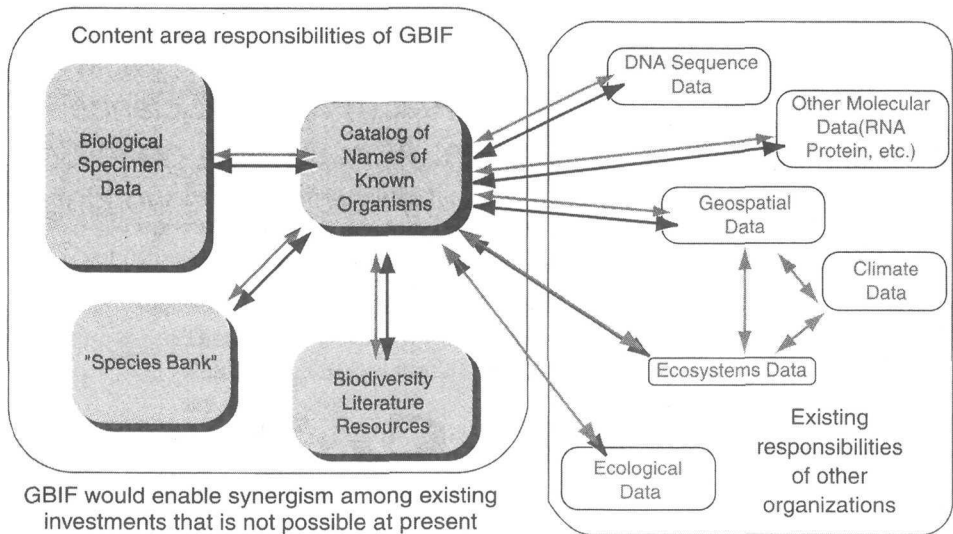 Content area responsibilities of GBIF
Biological
Specimen
Data
Catalog of
Names of
Known
Organisms
"Species Bank"
Biodiversity
Literature
Resources
GBIF would enable synergism among existing
investments that is not possible at present
DNA Sequence
Data
Other Molecular
Data(RNA
Protein, etc.)
Geospatial
Data
Climate
Data
Ecosystems Data
Ecological
Data
Existing
responsibilities
of other
organizations